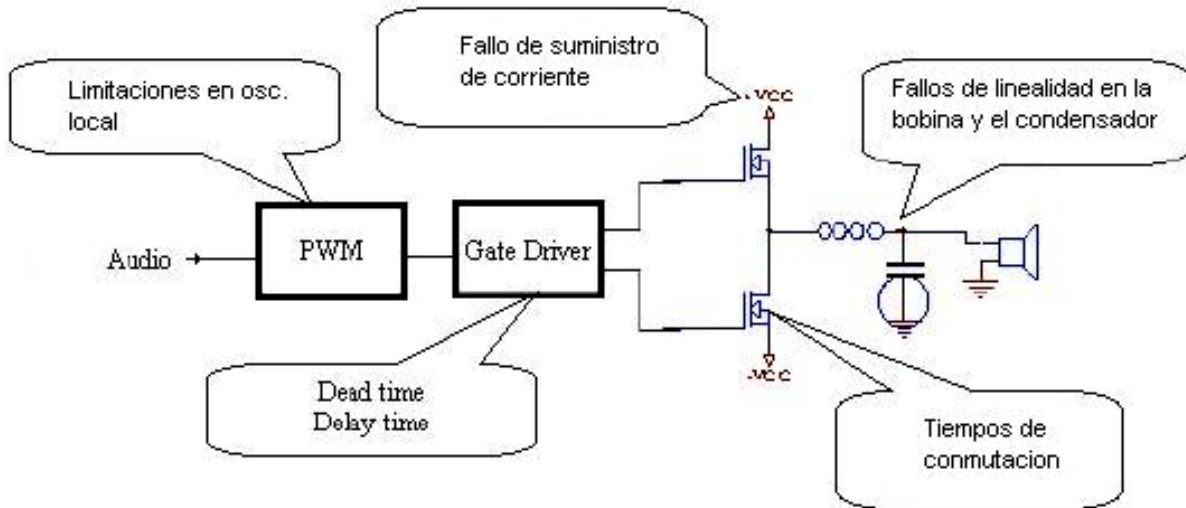 Fallo de suministro
de corriente
Limitaciones en osc.
local
+VCC
Fallos de linealidad en la
bobina y el condensador
Audio
PWM
Gate Driver
-VCC
Dead time
Delay time
Tiempos de
conmutacion